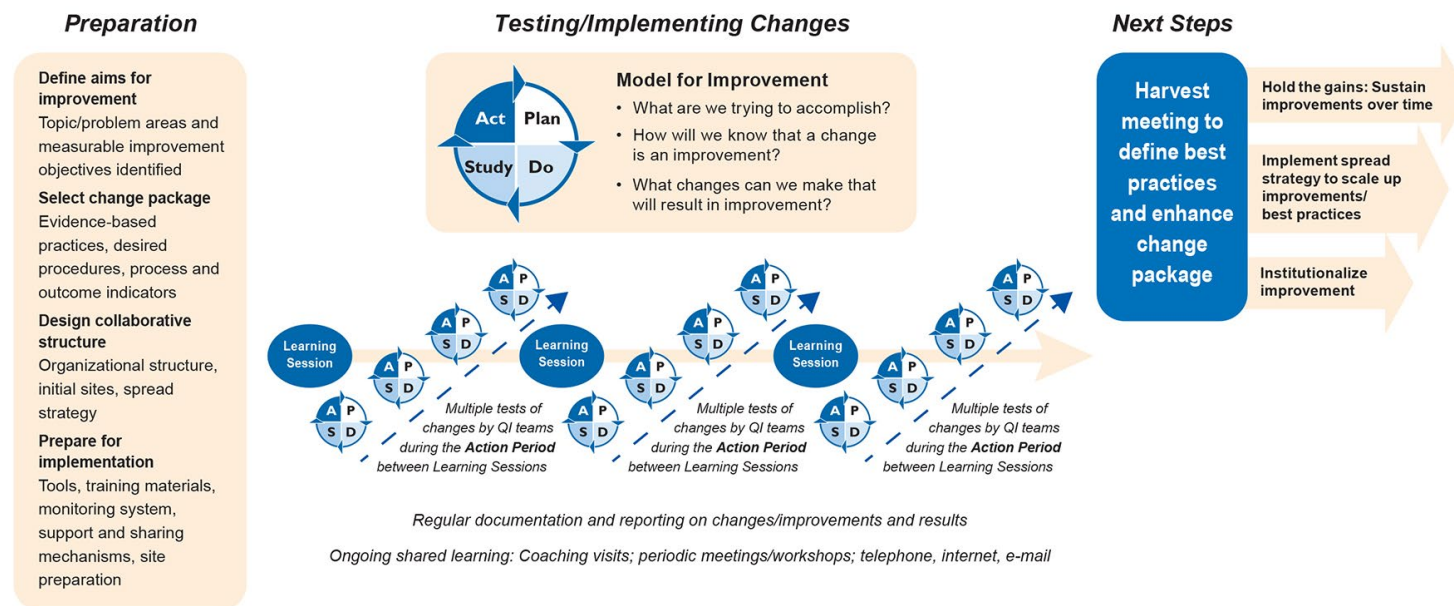 Preparation
Define aims for
improvement
Topic/problem areas and
measurable improvement
objectives identified
Select change package
Evidence-based
practices, desired
procedures, process and
outcome indicators
Design collaborative
structure
Organizational structure,
initial sites, spread
strategy
Prepare for
implementation
Tools, training materials,
monitoring system,
support and sharing
mechanisms, site
preparation
Testing/Implementing Changes
Act Plan
Study Do
Model for Improvement
• What are we trying to accomplish?
• How will we know that a change
is an improvement?
• What changes can we make that
will result in improvement?
Learning
Session
A P
S D
A P
S D
A P
S D
A P
S D
Multiple tests of
changes by QI teams
during the Action Period
between Learning Sessions
Learning
Session
A P
S D
A P
S D
A P
S D
A P
S D
Multiple tests of
changes by QI teams
during the Action Period
between Learning Sessions
Learning
Session
A P
S D
A P
S D
A P
S D
A P
S D
Multiple tests of
changes by QI teams
during the Action Period
between Learning Sessions
Regular documentation and reporting on changes/improvements and results
Ongoing shared learning: Coaching visits; periodic meetings/workshops; telephone, internet, e-mail
Next Steps
Harvest
meeting to
define best
practices
and enhance
change
package
Hold the gains: Sustain
improvements over time
Implement spread
strategy to scale up
improvements/
best practices
Institutionalize
improvement